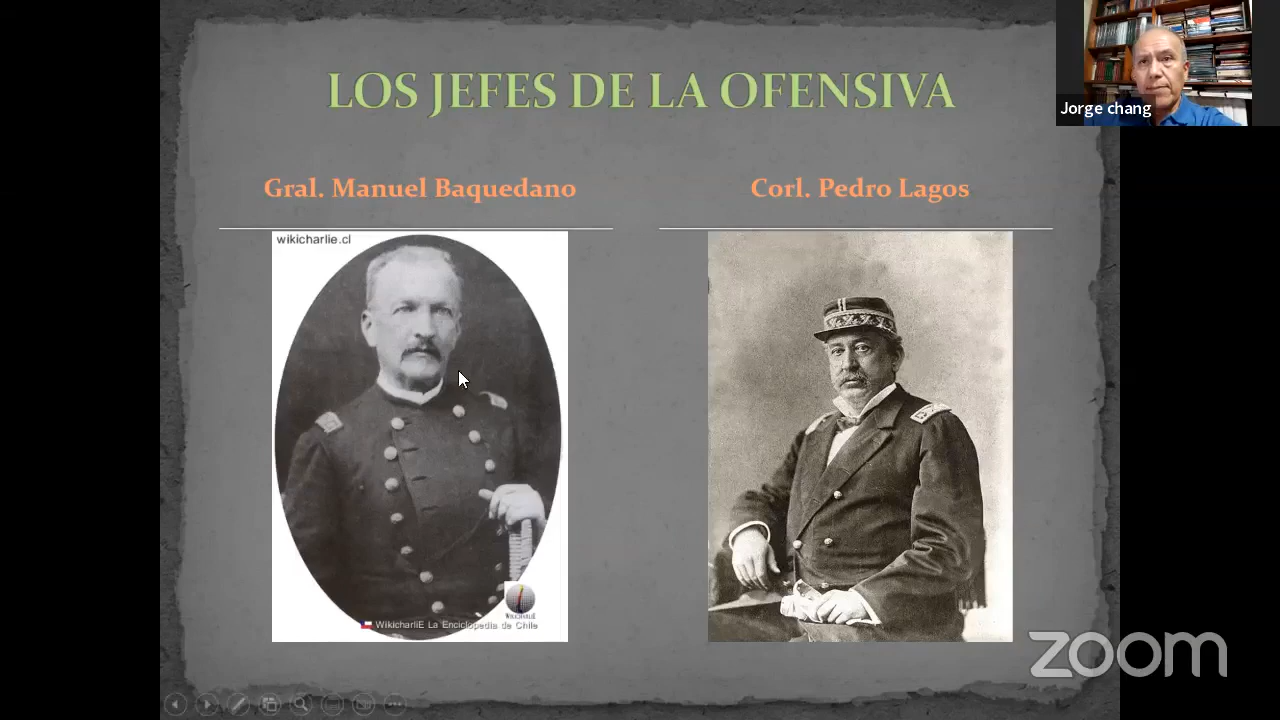 LOS JEFES DE LA OFENSIVA
Jorge chang
Gral. Manuel Baquedano
Corl. Pedro Lagos
wikicharlie.cl
WIKICHARLIE
WikicharliE La Enciclopedia de Chile
zoom